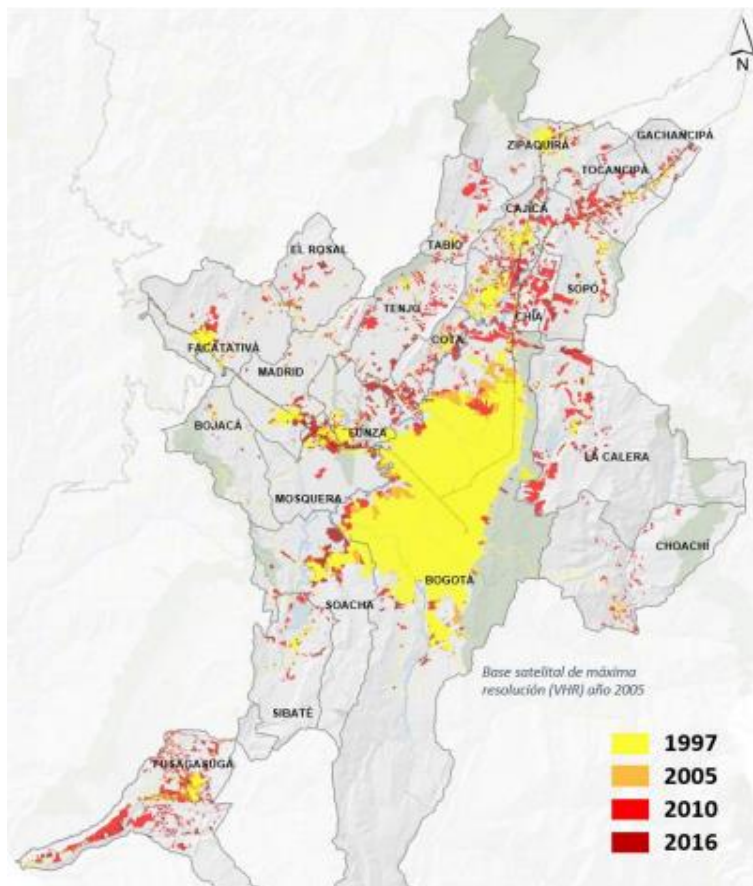 N
GACHANCIPÁ
ZIPAQUIRÁ
TOCANCIPÁ
CAJICÁ
EL ROSAL
TABIO
SOPÓ
TENJO
CHÍA
COTA
FACATATIVÁ
MADRID
BOJACÁ
FUNZA
LA CALERA
MOSQUERA
CHOACHÍ
BOGOTÁ
SOACHA
Base satelital de máxima
resolución (VHR) año 2005
SIBATÉ
1997
FUSAGASUGÁ
2005
2010
2016